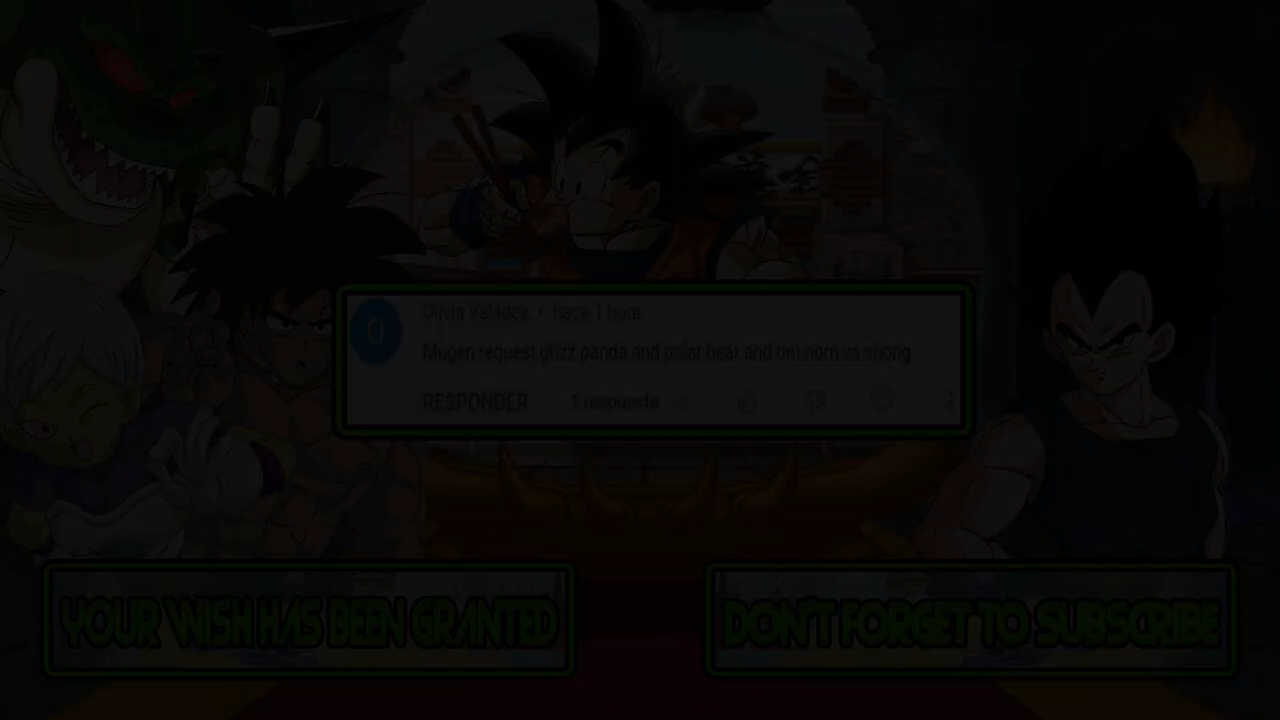 Olivia Valadez • hace 1 hora
Mugen request grizz panda and polar bear and om nom vs spong
RESPONDER 1 respuesta
YOUR WISH HAS BEEN GRANTED
DON'T FORGET TO SUBSCRIBE